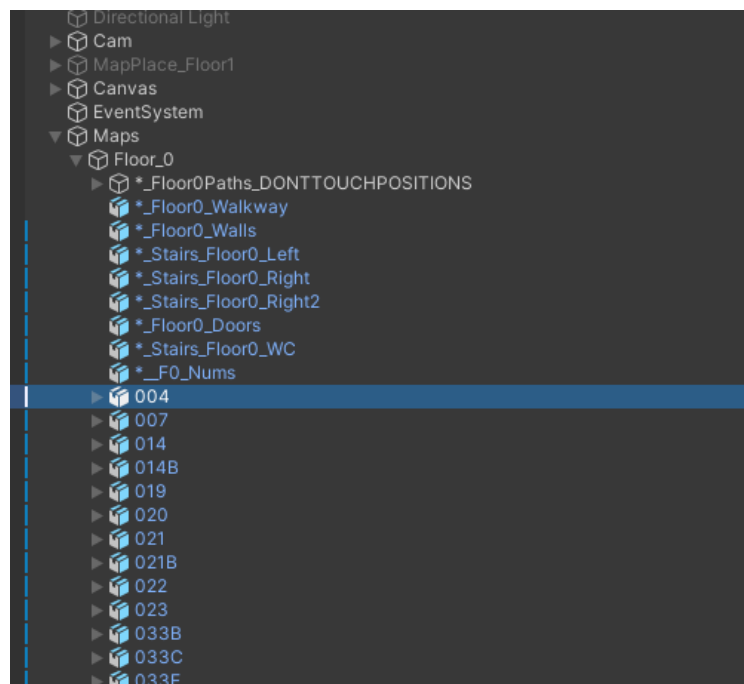 Directional Light
Cam
MapPlace_Floor1
Canvas
EventSystem
Maps
Floor_0
*_Floor0Paths_DONTTOUCHPOSITIONS
*_Floor0_Walkway
*_Floor0_Walls
*_Stairs_Floor0_Left
*_Stairs_Floor0_Right
*_Stairs_Floor0_Right2
*_Floor0_Doors
*_Stairs_Floor0_WC
*__F0_Nums
004
007
014
014B
019
020
021
021B
022
023
033B
033C